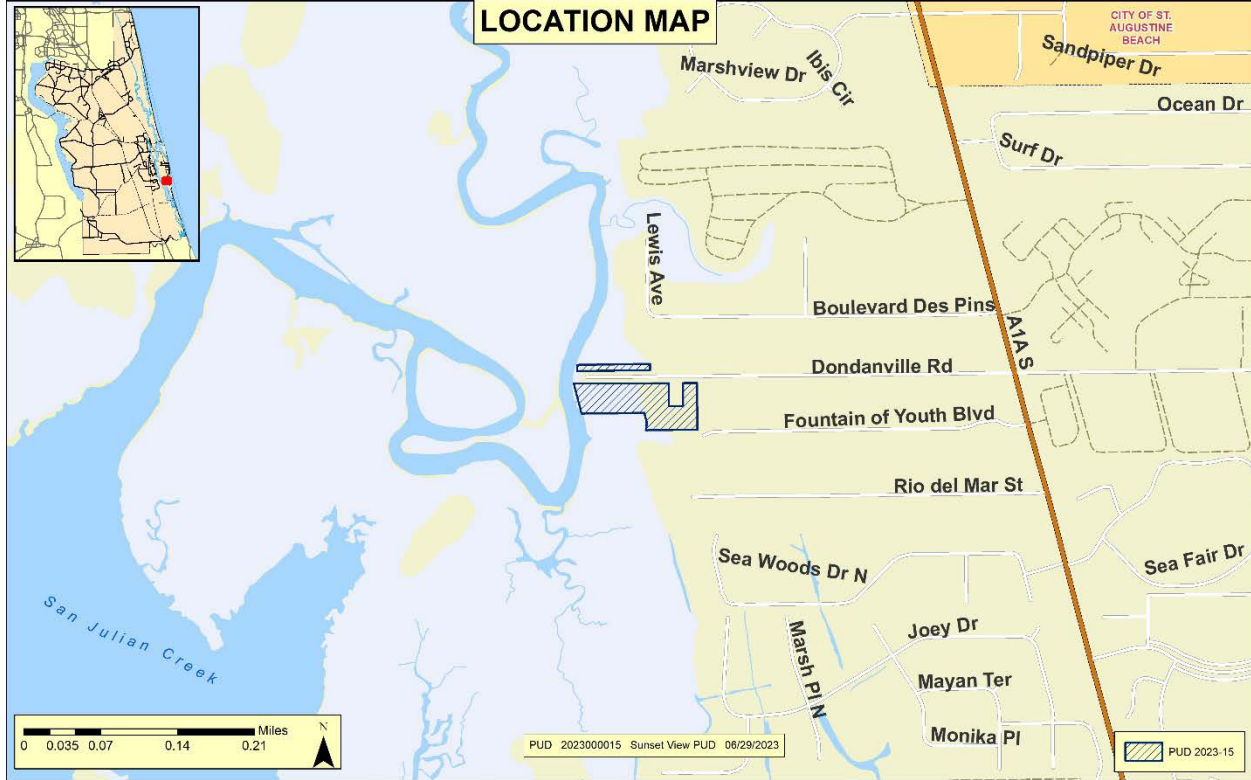 LOCATION MAP
CITY OF ST.
AUGUSTINE
BEACH
Sandpiper Dr
Marshview Dr
Ibis Cir
Ocean Dr
Surf Dr
Lewis Ave
Boulevard Des Pins
A1A S
Dondanville Rd
Fountain of Youth Blvd
Rio del Mar St
Sea Woods Dr N
Sea Fair Dr
Joey Dr
Marsh Pl N
Mayan Ter
Monika Pl
San Julian Creek
Miles
0 0.035 0.07 0.14 0.21
N
PUD 2023000015 Sunset View PUD 06/29/2023
PUD 2023-15